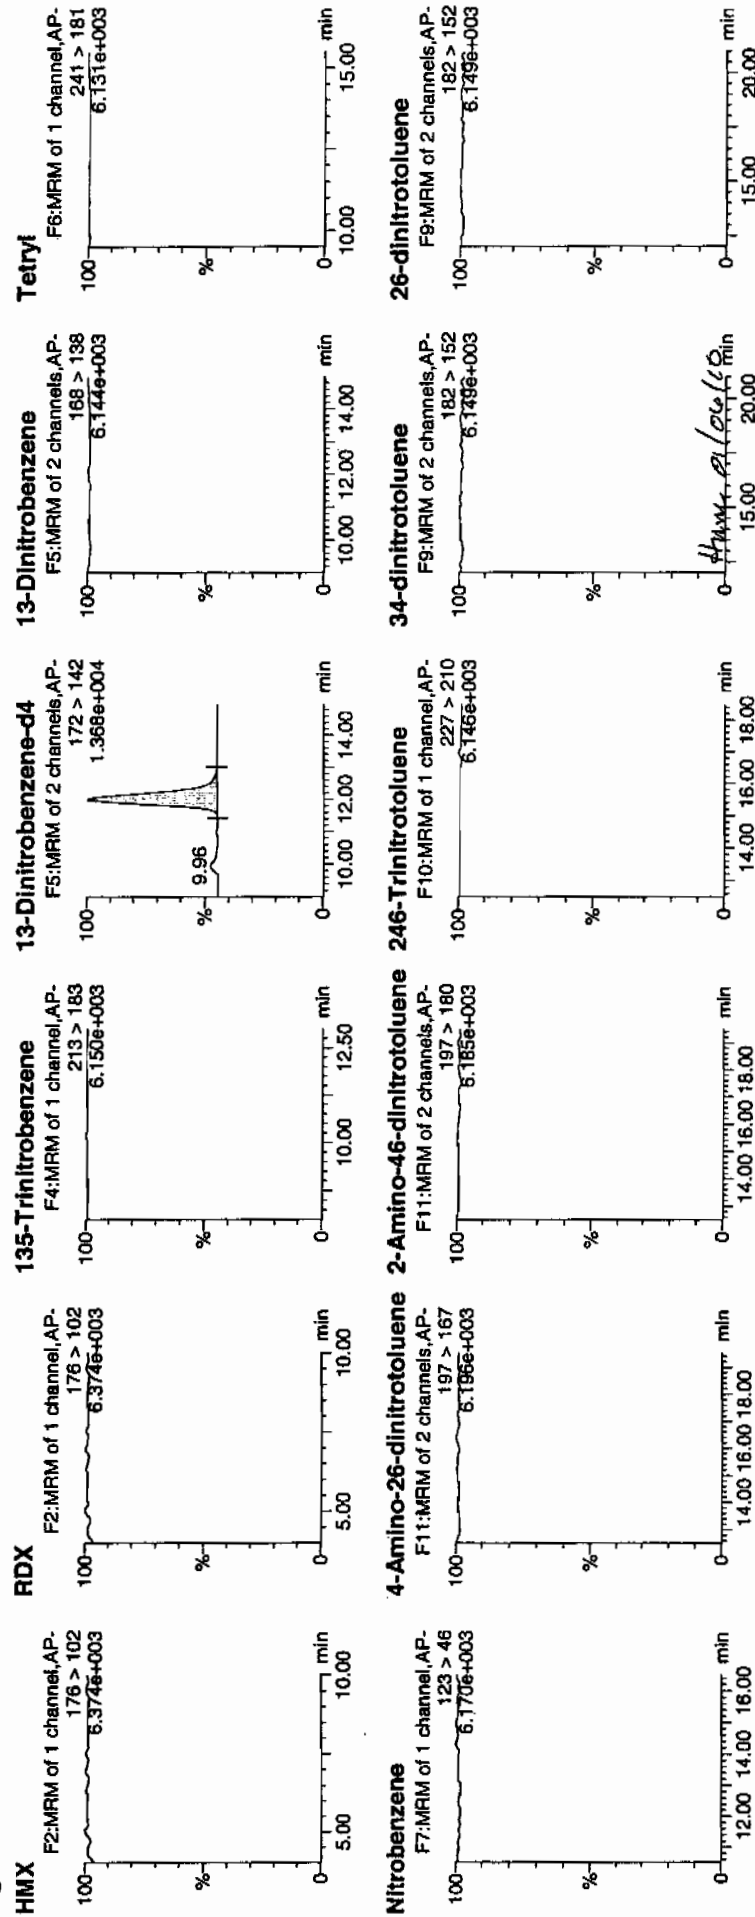 HMX
F2:MRM of 1 channel,AP-
176 > 102
6.374e+003
100
%
0
5.00
10.00
min
RDX
F2:MRM of 1 channel,AP-
176 > 102
6.374e+003
100
%
0
5.00
10.00
min
135-Trinitrobenzene
F4:MRM of 1 channel,AP-
213 > 183
6.150e+003
100
%
0
10.00
12.50
min
13-Dinitrobenzene-d4
F5:MRM of 2 channels,AP-
172 > 142
1.368e+004
100
%
9.96
0
10.00
12.00
14.00
min
13-Dinitrobenzene
F5:MRM of 2 channels,AP-
168 > 138
6.144e+003
100
%
0
10.00
12.00
14.00
min
Tetryl
F6:MRM of 1 channel,AP-
241 > 181
6.131e+003
100
%
0
10.00
15.00
min
Nitrobenzene
F7:MRM of 1 channel,AP-
123 > 46
6.170e+003
100
%
0
12.00
14.00
16.00
min
4-Amino-26-dinitrotoluene
F11:MRM of 2 channels,AP-
197 > 167
6.196e+003
100
%
0
14.00
16.00
18.00
min
2-Amino-46-dinitrotoluene
F11:MRM of 2 channels,AP-
197 > 180
6.185e+003
100
%
0
14.00
16.00
18.00
min
246-Trinitrotoluene
F10:MRM of 1 channel,AP-
227 > 210
6.146e+003
100
%
0
14.00
16.00
18.00
min
34-dinitrotoluene
F9:MRM of 2 channels,AP-
182 > 152
6.149e+003
100
%
0
01/06/10
15.00
20.00
min
26-dinitrotoluene
F9:MRM of 2 channels,AP-
182 > 152
6.149e+003
100
%
0
15.00
20.00
min